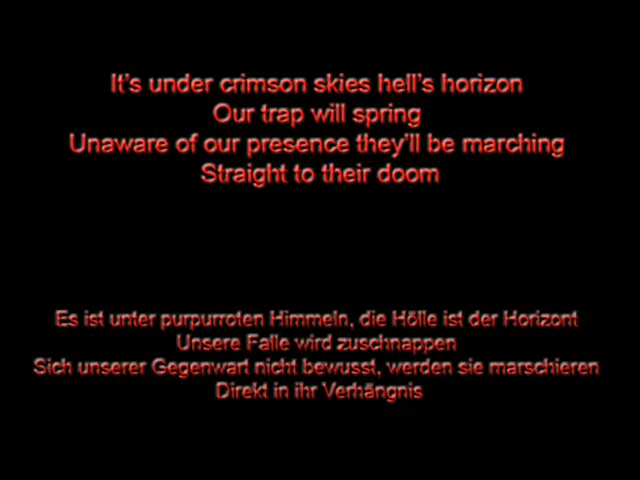 It's under crimson skies hell's horizon
Our trap will spring
Unaware of our presence they'll be marching
Straight to their doom
Es ist unter purpurroten Himmeln, die Hölle ist der Horizont
Unsere Falle wird zuschnappen
Sich unserer Gegenwart nicht bewusst, werden sie marschieren
Direkt in ihr Verhängnis